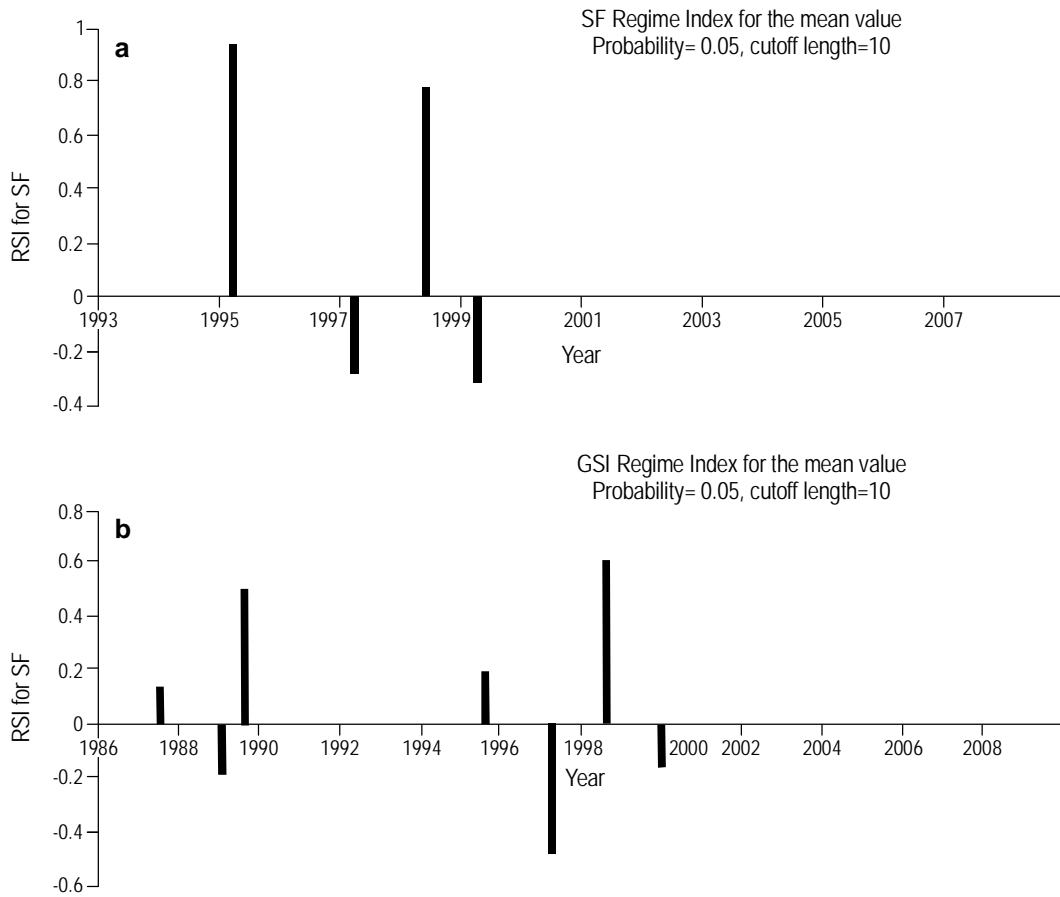 SF Regime Index for the mean value
Probability= 0.05, cutoff length=10
a
RSI for SF
1
0.8
0.6
0.4
0.2
0
-0.2
-0.4
1993 1995 1997 1999 2001 2003 2005 2007
Year
GSI Regime Index for the mean value
Probability= 0.05, cutoff length=10
b
RSI for SF
0.8
0.6
0.4
0.2
0
-0.2
-0.4
-0.6
1986 1988 1990 1992 1994 1996 1998 2000 2002 2004 2006 2008
Year